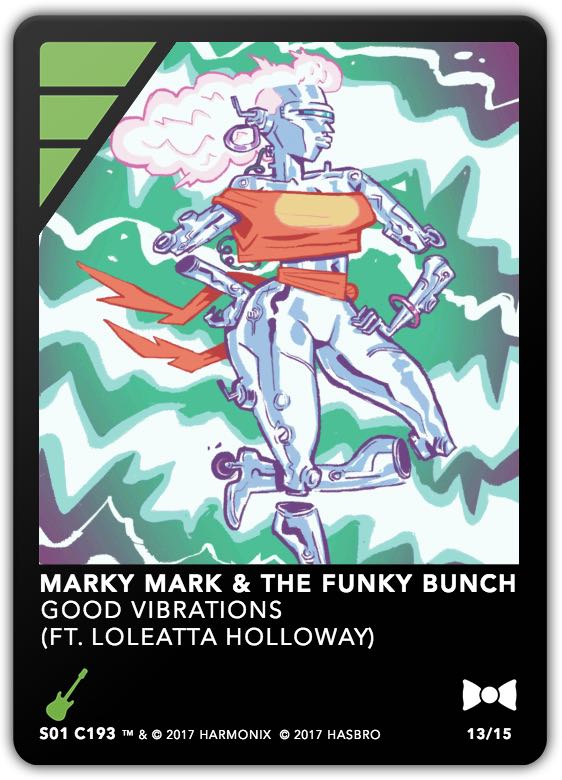 MARKY MARK & THE FUNKY BUNCH
GOOD VIBRATIONS
(FT. LOLEATTA HOLLOWAY)
S01 C193 ™ & © 2017 HARMONIX © 2017 HASBRO 13/15